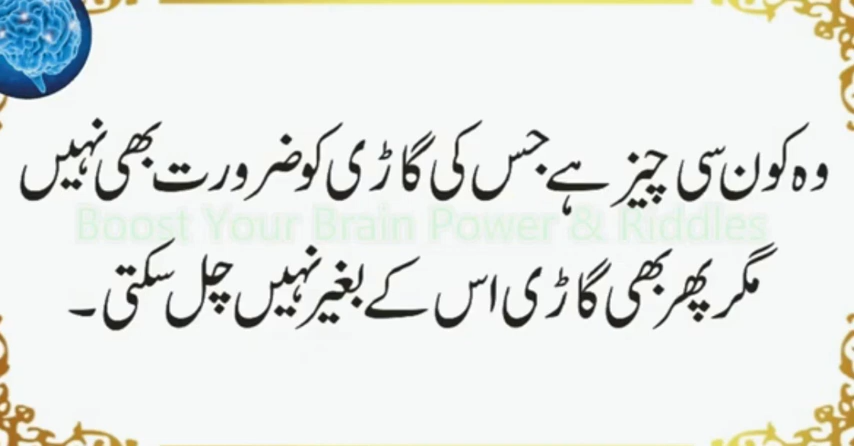 وہ کون سی چیز ہے جس کی گاڑی کو ضرورت بھی نہیں
Boost Your Brain Power & Riddles
مگر پھر بھی گاڑی اس کے بغیر نہیں چل سکتی۔